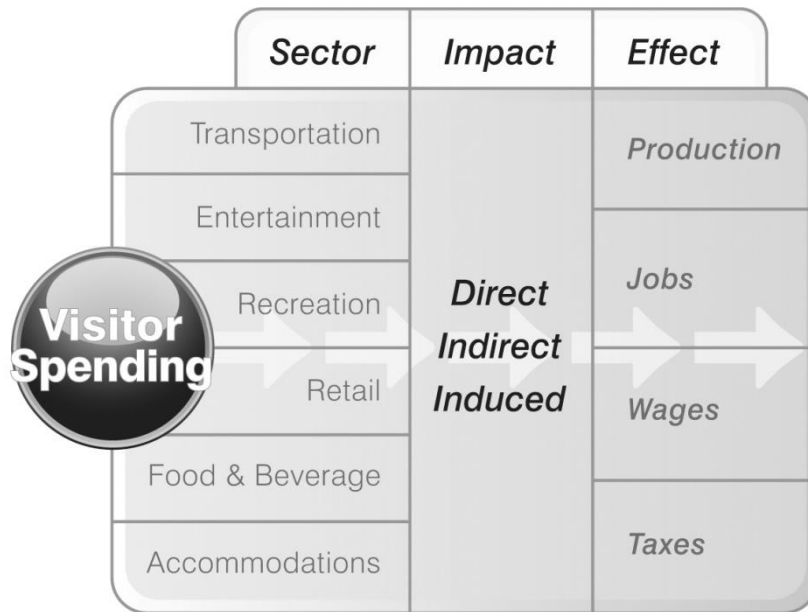 Sector Impact Effect
Transportation
Entertainment
Recreation
Retail
Food & Beverage
Accommodations
Visitor
Spending
Direct
Indirect
Induced
Production
Jobs
Wages
Taxes